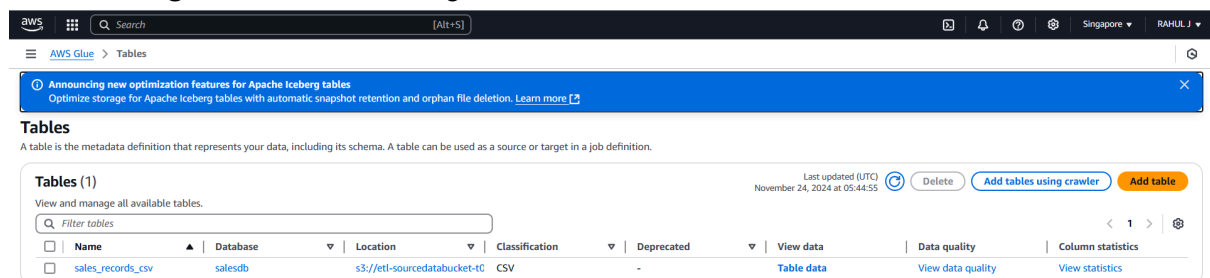 aws Search [Alt+S] Singapore ▼ RAHUL J ▼
AWS Glue > Tables
Announcing new optimization features for Apache Iceberg tables
Optimize storage for Apache Iceberg tables with automatic snapshot retention and orphan file deletion. Learn more
Tables
A table is the metadata definition that represents your data, including its schema. A table can be used as a source or target in a job definition.
Tables (1) Last updated (UTC) November 24, 2024 at 05:44:55 Delete Add tables using crawler Add table
View and manage all available tables.
Filter tables < 1 >
Name Database Location Classification Deprecated View data Data quality Column statistics
sales_records_csv salesdb s3://etl-sourcedatabucket-t0 CSV - Table data View data quality View statistics